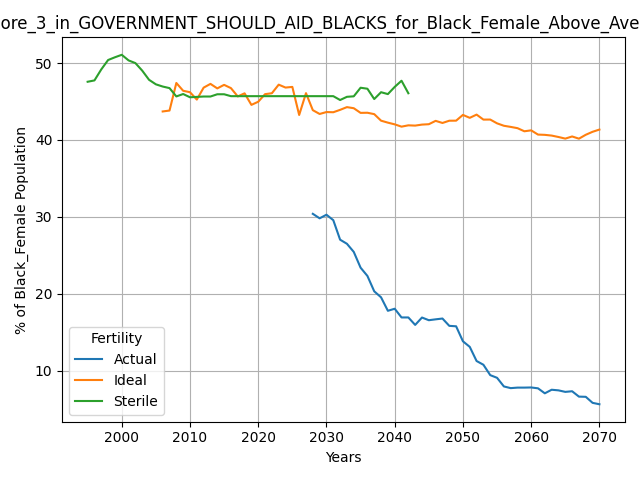 ore_3_in_GOVERNMENT_SHOULD_AID_BLACKS_for_Black_Female_Above_Ave
50
40
30
20
10
% of Black_Female Population
Fertility
Actual
Ideal
Sterile
2000 2010 2020 2030 2040 2050 2060 2070
Years